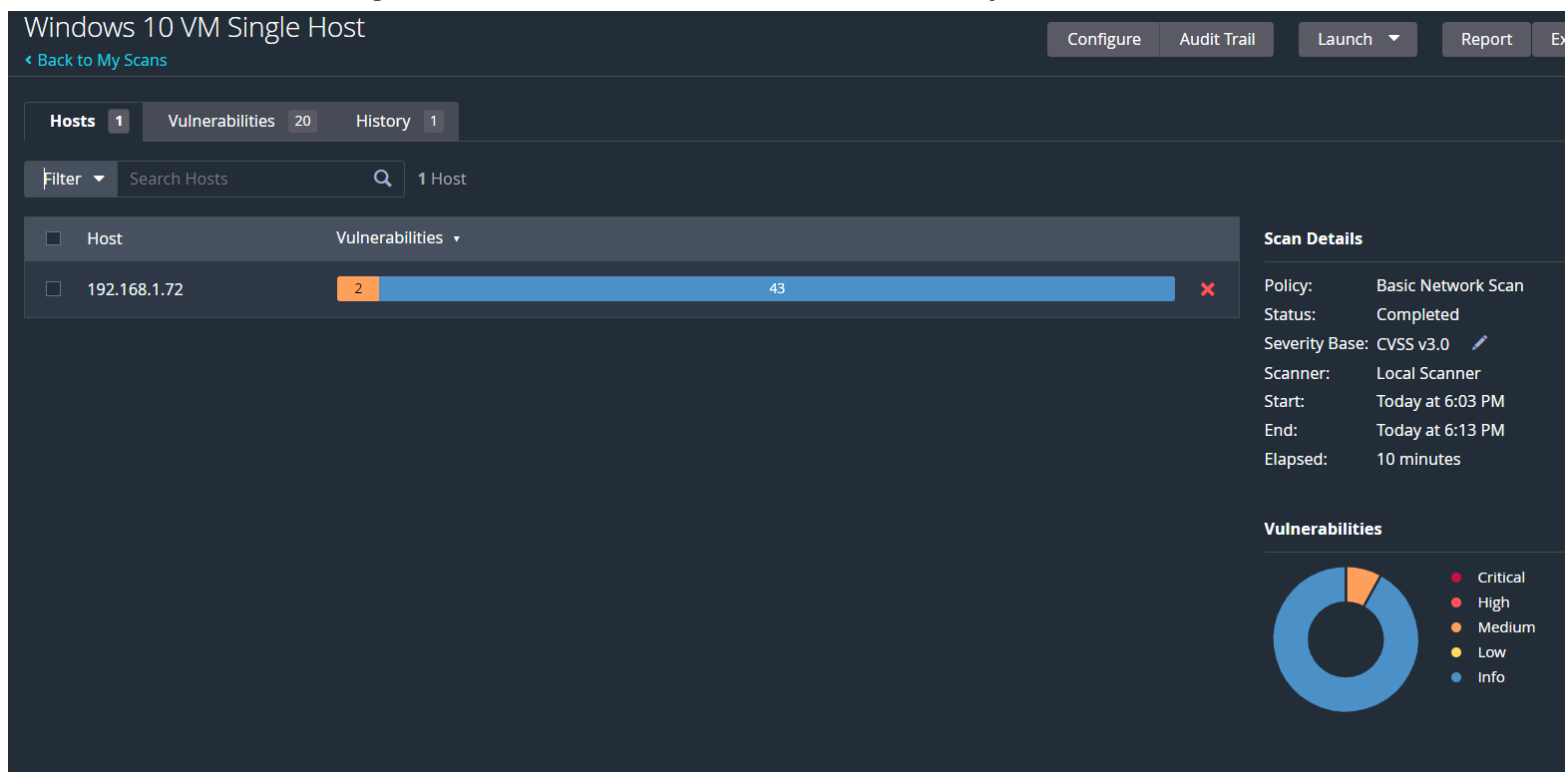 Windows 10 VM Single Host
Configure Audit Trail Launch Report
Back to My Scans
Hosts 1 Vulnerabilities 20 History 1
Filter Search Hosts 1 Host
Host Vulnerabilities
192.168.1.72 2 43
Scan Details
Policy: Basic Network Scan
Status: Completed
Severity Base: CVSS v3.0
Scanner: Local Scanner
Start: Today at 6:03 PM
End: Today at 6:13 PM
Elapsed: 10 minutes
Vulnerabilities
Critical
High
Medium
Low
Info